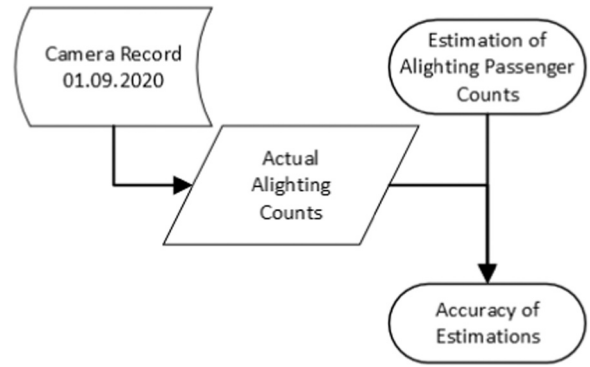 Camera Record
01.09.2020
Estimation of
Alighting Passenger
Counts
Actual
Alighting
Counts
Accuracy of
Estimations